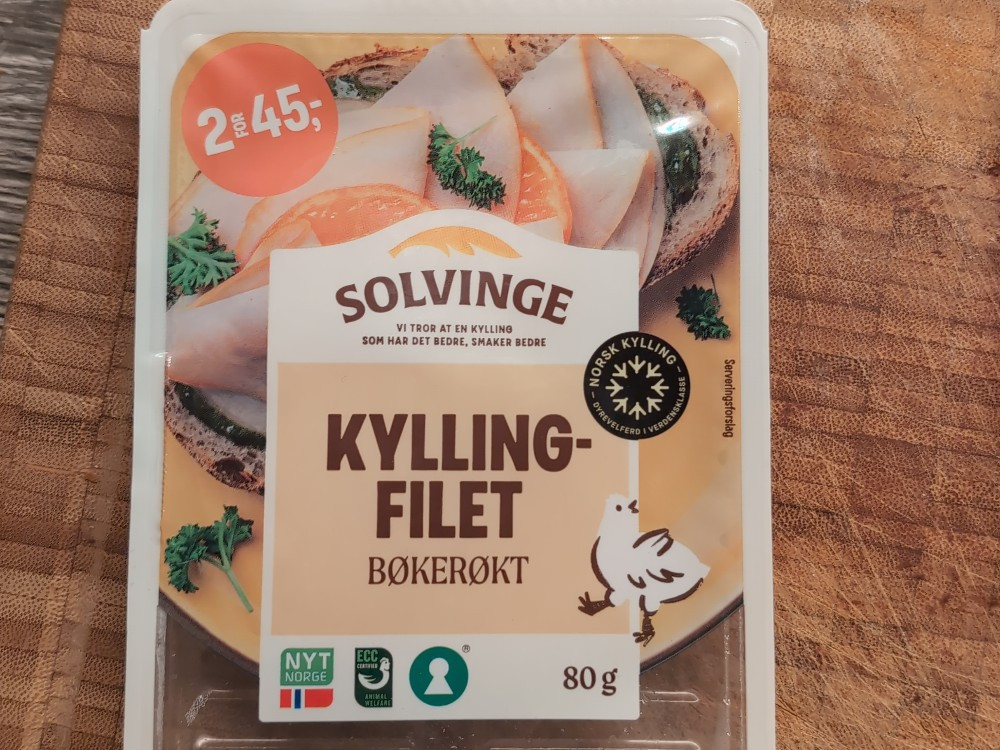 2 FOR 45,-
SOLVINGE
VI TROR AT EN KYLLING
SOM HAR DET BEDRE, SMAKER BEDRE
NORSK KYLLING
DYREVELFERD I VERDENSKLASSE
Serveringsforslag
KYLLING-
FILET
BØKERØKT
NYT
NORGE
ECC
CERTIFIED
ANIMAL
WELFARE
®
80 g